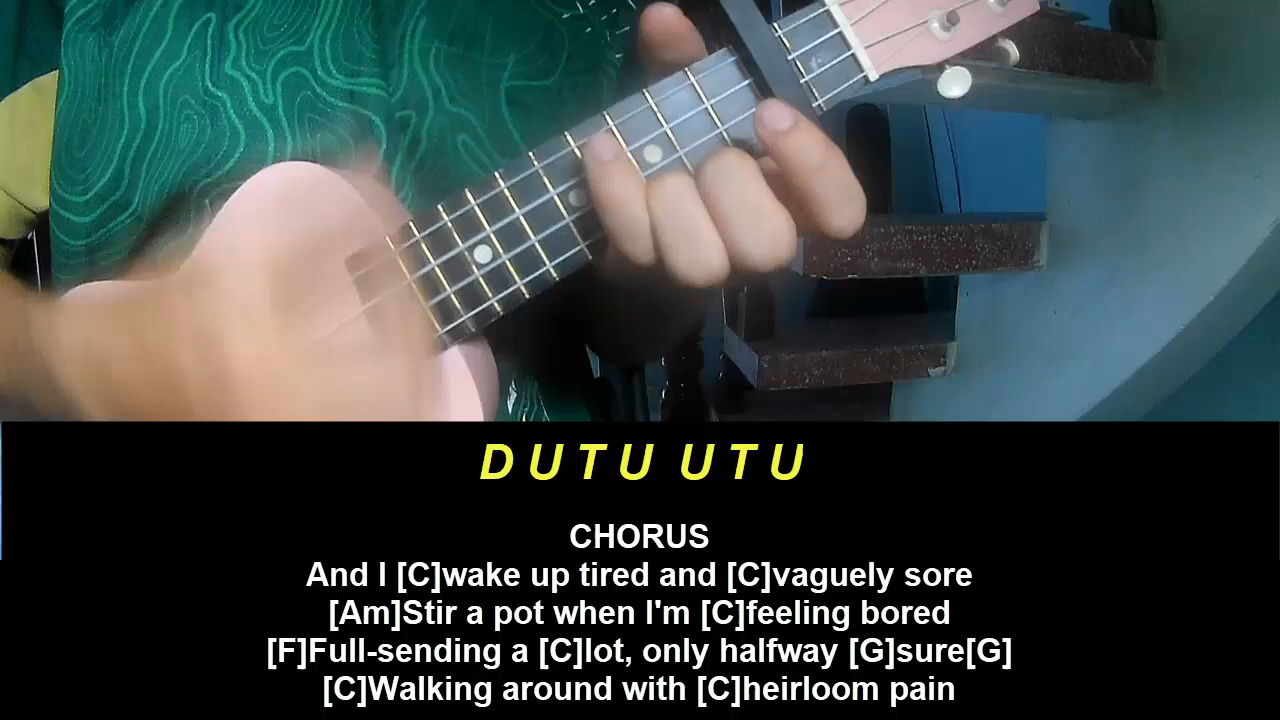 D U T U  U T U
CHORUS
And I [C]wake up tired and [C]vaguely sore
[Am]Stir a pot when I'm [C]feeling bored
[F]Full-sending a [C]lot, only halfway [G]sure[G]
[C]Walking around with [C]heirloom pain